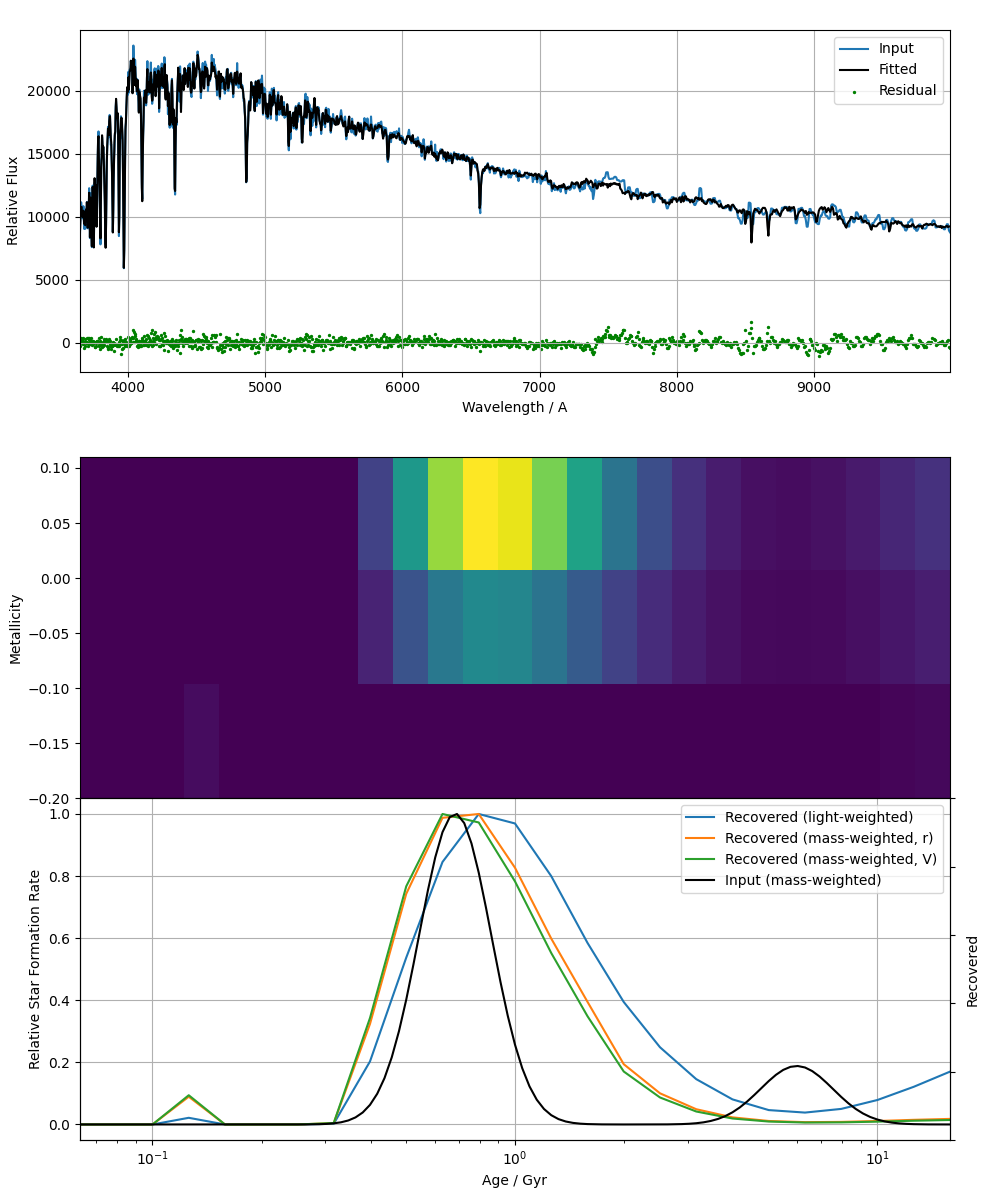 Input
Fitted
Residual
Relative Flux
20000
15000
10000
5000
0
4000 5000 6000 7000 8000 9000
Wavelength / A
Metallicity
0.10
0.05
0.00
−0.05
−0.10
−0.15
−0.20
Relative Star Formation Rate
1.0
0.8
0.6
0.4
0.2
0.0
Recovered (light-weighted)
Recovered (mass-weighted, r)
Recovered (mass-weighted, V)
Input (mass-weighted)
Recovered
10⁻¹ 10⁰ 10¹
Age / Gyr